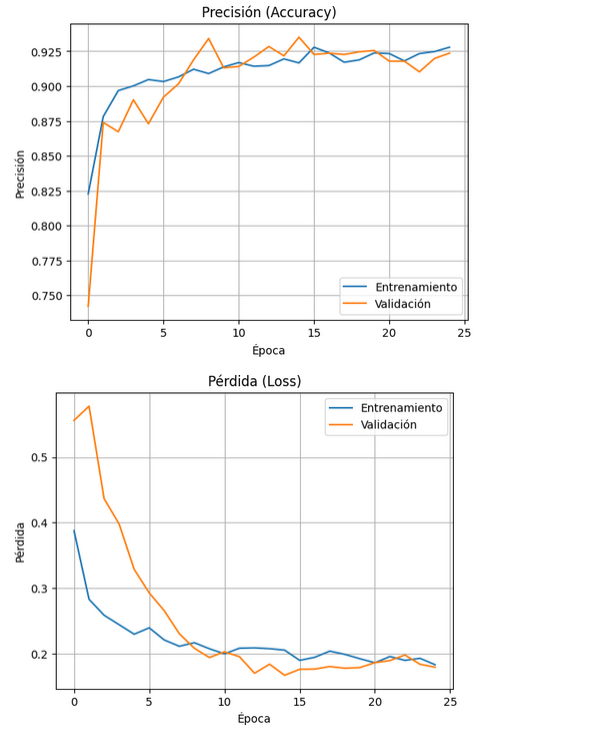 Precisión (Accuracy)
0.925
0.900
0.875
0.850
0.825
0.800
0.775
0.750
Precisión
Entrenamiento
Validación
0 5 10 15 20 25
Época
Pérdida (Loss)
Entrenamiento
Validación
0.5
0.4
0.3
0.2
Pérdida
0 5 10 15 20 25
Época